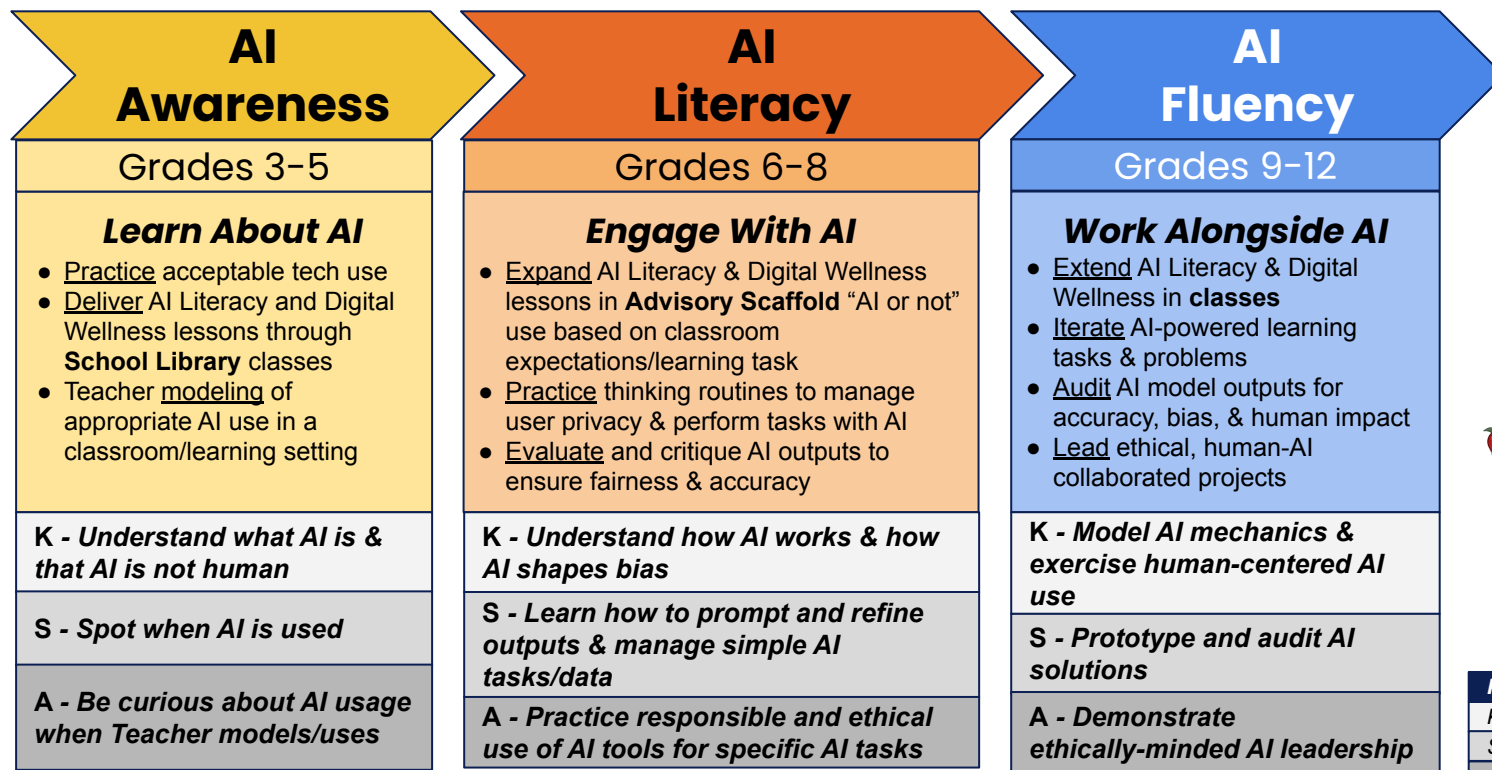 AI
Awareness
Grades 3-5
Learn About AI
● Practice acceptable tech use
● Deliver AI Literacy and Digital
Wellness lessons through
School Library classes
● Teacher modeling of
appropriate AI use in a
classroom/learning setting
K - Understand what AI is &
that AI is not human
S - Spot when AI is used
A - Be curious about AI usage
when Teacher models/uses
AI
Literacy
Grades 6-8
Engage With AI
● Expand AI Literacy & Digital Wellness
lessons in Advisory Scaffold “AI or not”
use based on classroom
expectations/learning task
● Practice thinking routines to manage
user privacy & perform tasks with AI
● Evaluate and critique AI outputs to
ensure fairness & accuracy
K - Understand how AI works & how
AI shapes bias
S - Learn how to prompt and refine
outputs & manage simple AI
tasks/data
A - Practice responsible and ethical
use of AI tools for specific AI tasks
AI
Fluency
Grades 9-12
Work Alongside AI
● Extend AI Literacy & Digital
Wellness in classes
● Iterate AI-powered learning
tasks & problems
● Audit AI model outputs for
accuracy, bias, & human impact
● Lead ethical, human-AI
collaborated projects
K - Model AI mechanics &
exercise human-centered AI
use
S - Prototype and audit AI
solutions
A - Demonstrate
ethically-minded AI leadership